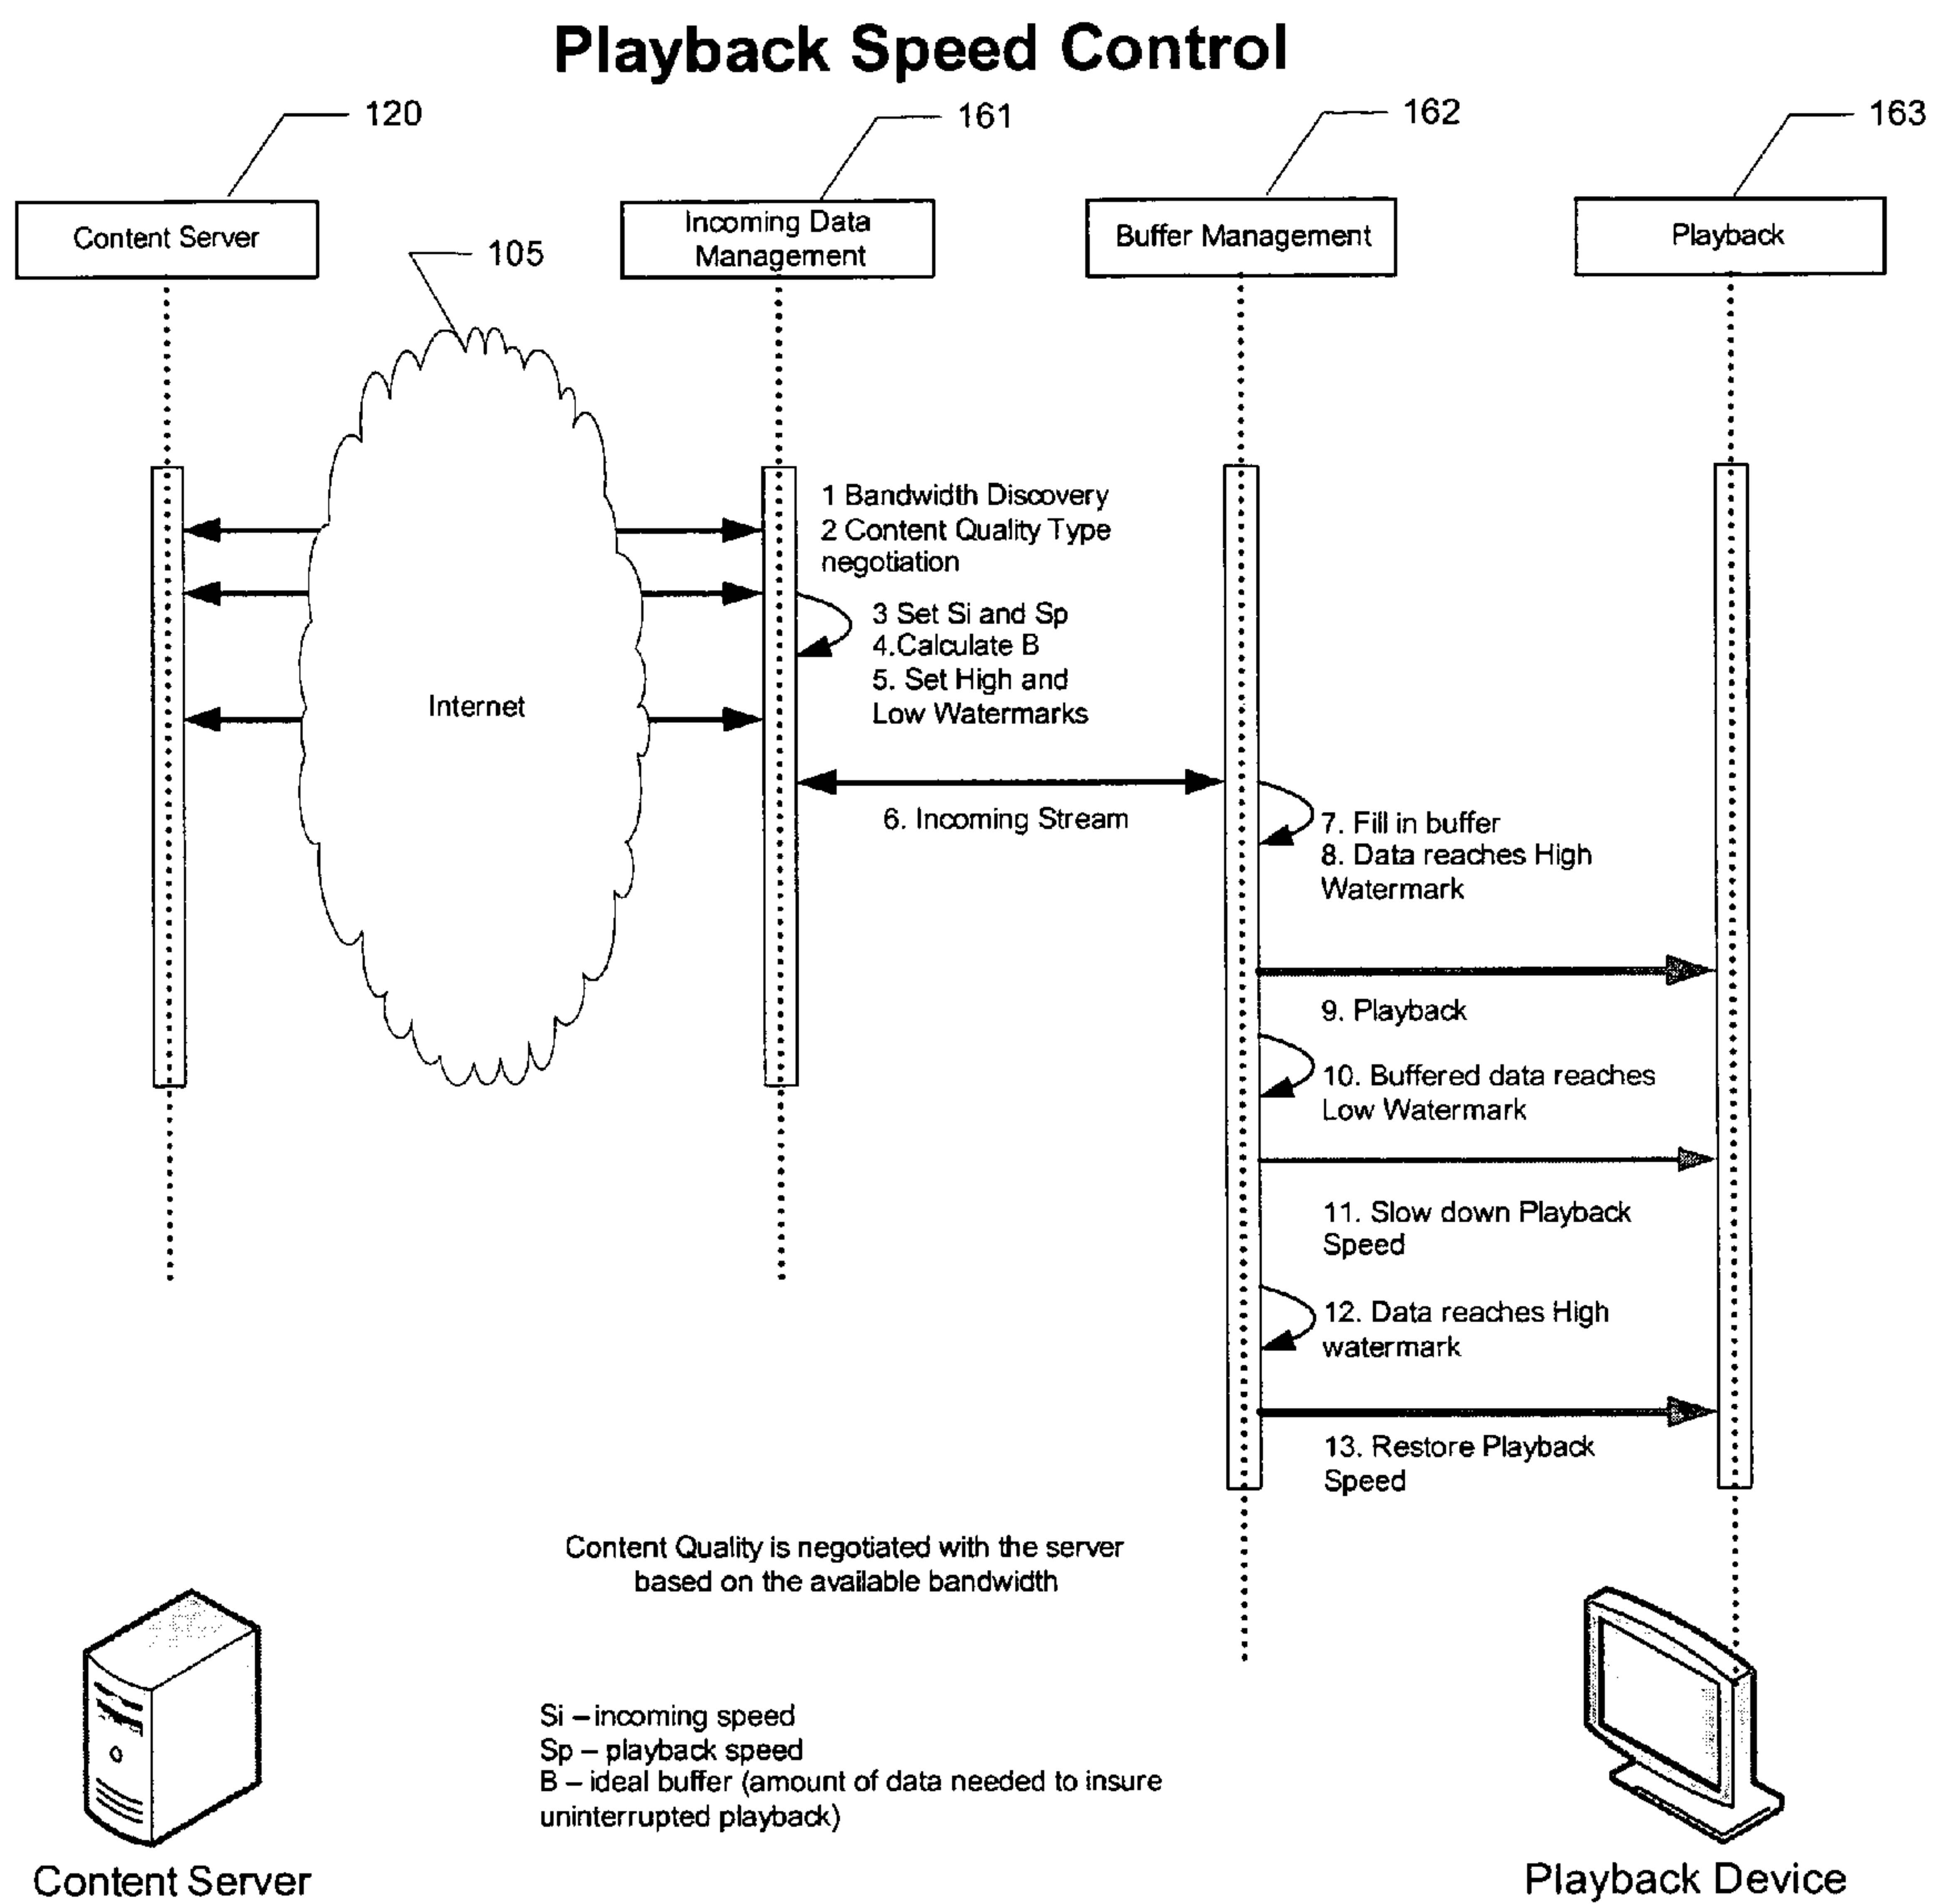 Playback Speed Control
120
161
162
163
Content Server
Incoming Data
Management
Buffer Management
Playback
105
1 Bandwidth Discovery
2 Content Quality Type
negotiation
3 Set Si and Sp
4.Calculate B
5. Set High and
Low Watermarks
Internet
6. Incoming Stream
7. Fill in buffer
8. Data reaches High
Watermark
9. Playback
10. Buffered data reaches
Low Watermark
11. Slow down Playback
Speed
12. Data reaches High
watermark
13. Restore Playback
Speed
Content Quality is negotiated with the server
based on the available bandwidth
Si – incoming speed
Sp – playback speed
B – ideal buffer (amount of data needed to insure
uninterrupted playback)
Content Server
Playback Device